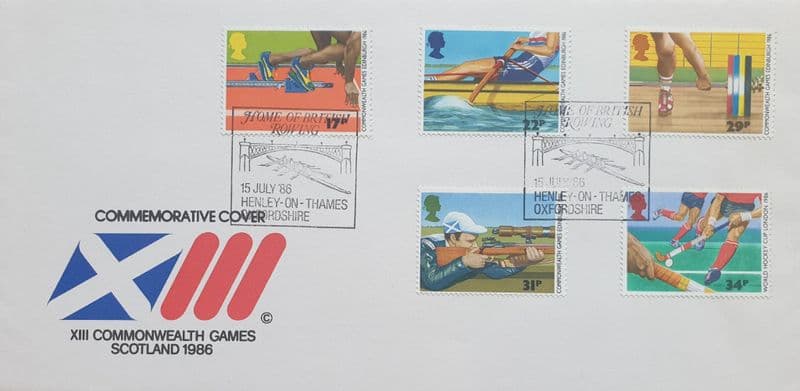 17P
COMMONWEALTH GAMES EDINBURGH 1986
22P
COMMONWEALTH GAMES EDINBURGH 1986
29P
COMMONWEALTH GAMES EDINBURGH 1986
HOME OF BRITISH
ROWING
15 JULY '86
HENLEY-ON-THAMES
OXFORDSHIRE
HOME OF BRITISH
ROWING
15 JULY '86
HENLEY-ON-THAMES
OXFORDSHIRE
31P
COMMONWEALTH GAMES EDINBURGH 1986
34P
WORLD HOCKEY CUP LONDON 1986
COMMEMORATIVE COVER
©
XIII COMMONWEALTH GAMES
SCOTLAND 1986